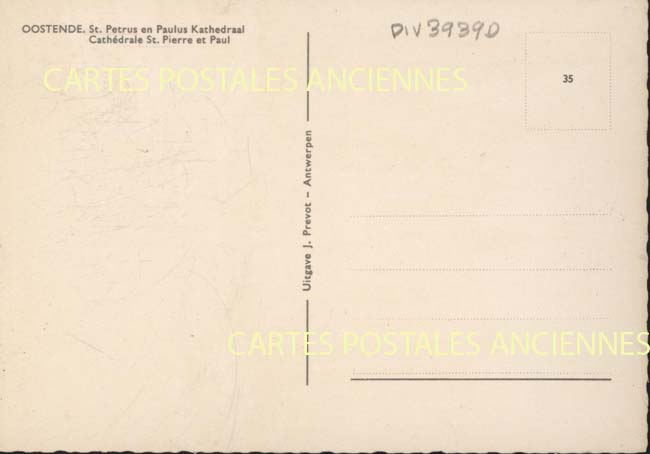 OOSTENDE. St. Petrus en Paulus Kathedraal
Cathédrale St. Pierre et Paul
DIV3939D
CARTES POSTALES ANCIENNES
35
Uitgave J. Prevot - Antwerpen
CARTES POSTALES ANCIENNES